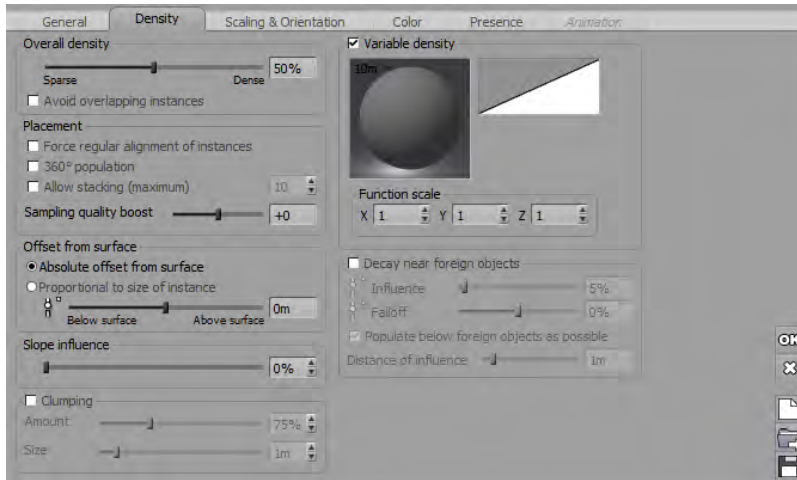 General Density Scaling & Orientation Color Presence Animation
Overall density
50%
Sparse Dense
Avoid overlapping instances
Placement
Force regular alignment of instances
360° population
Allow stacking (maximum) 10
Sampling quality boost +0
Offset from surface
Absolute offset from surface
Proportional to size of instance
0m
Below surface Above surface
Slope influence
0%
Clumping
Amount 75%
Size 1m
Variable density
10m
Function scale
X 1 Y 1 Z 1
Decay near foreign objects
Influence 5%
Falloff 0%
Populate below foreign objects as possible
Distance of influence 1m
OK